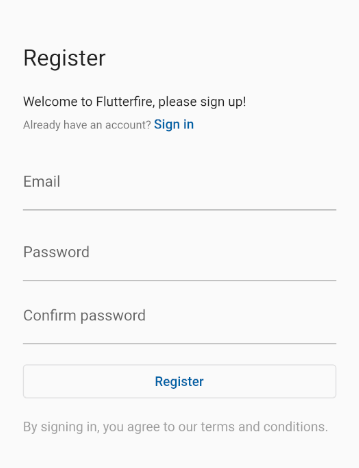 Register
Welcome to Flutterfire, please sign up!
Already have an account? Sign in
Email
Password
Confirm password
Register
By signing in, you agree to our terms and conditions.